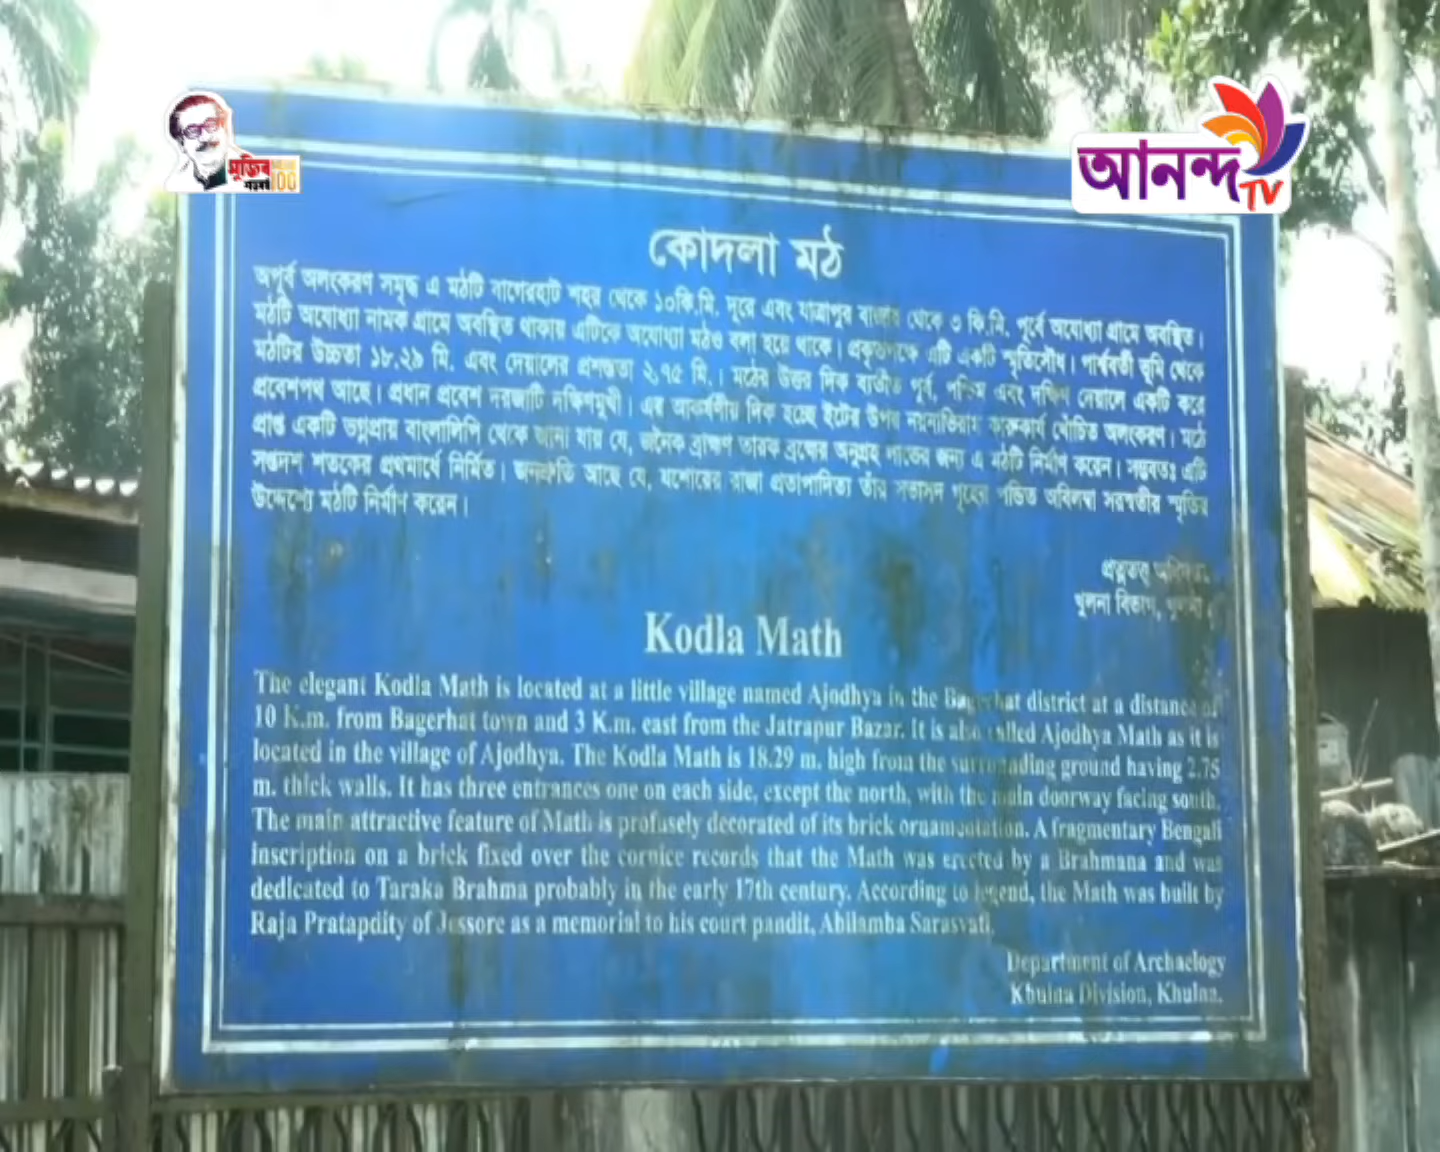 মুজিব
শতবর্ষ 100
আনন্দ
TV
কোদলা মঠ
অপূর্ব অলংকরণ সমৃদ্ধ এ মঠটি বাগেরহাট শহর থেকে ১০কি.মি. দূরে এবং যাত্রাপুর বাজার থেকে ৩ কি.মি. পূর্বে অযোধ্যা গ্রামে অবস্থিত।
মঠটি অযোধ্যা নামক গ্রামে অবস্থিত থাকায় এটিকে অযোধ্যা মঠও বলা হয়ে থাকে। প্রকৃতপক্ষে এটি একটি স্মৃতিসৌধ। পার্শ্ববর্তী ভূমি থেকে
মঠটির উচ্চতা ১৮.২৯ মি. এবং দেয়ালের প্রশস্ততা ২.৭৫ মি.। মঠের উত্তর দিক ব্যতীত পূর্ব, পশ্চিম এবং দক্ষিণ দেয়ালে একটি করে
প্রবেশপথ আছে। প্রধান প্রবেশ দরজাটি দক্ষিণমুখী। এর আকর্ষণীয় দিক হচ্ছে ইটের উপর নয়নাভিরাম কারুকার্য খোঁচিত অলংকরণ। মঠে
প্রাপ্ত একটি ভগ্নপ্রায় বাংলালিপি থেকে জানা যায় যে, জনৈক ব্রাহ্মণ তারক ব্রহ্মের অনুগ্রহ লাভের জন্য এ মঠটি নির্মাণ করেন। সম্ভবতঃ এটি
সপ্তদশ শতকের প্রথমার্ধে নির্মিত। জনশ্রুতি আছে যে, যশোরের রাজা প্রতাপাদিত্য তাঁর সভাসদ গৃহের পন্ডিত অবিলম্বা সরস্বতীর স্মৃতির
উদ্দেশ্যে মঠটি নির্মাণ করেন।
প্রত্নতত্ত্ব
খুলনা বিভাগ, খুলনা।
Kodla Math
The elegant Kodla Math is located at a little village named Ajodhya in the Bagerhat district at a distance of
10 K.m. from Bagerhat town and 3 K.m. east from the Jatrapur Bazar. It is also called Ajodhya Math as it is
located in the village of Ajodhya. The Kodla Math is 18.29 m. high from the surrounding ground having 2.75
m. thick walls. It has three entrances one on each side, except the north, with the main doorway facing south.
The main attractive feature of Math is profusely decorated of its brick ornamentation. A fragmentary Bengali
inscription on a brick fixed over the cornice records that the Math was erected by a Brahmana and was
dedicated to Taraka Brahma probably in the early 17th century. According to legend, the Math was built by
Raja Pratapdity of Jessore as a memorial to his court pandit, Abilamba Sarasvati.
Department of Archaelogy
Khulna Division, Khulna.